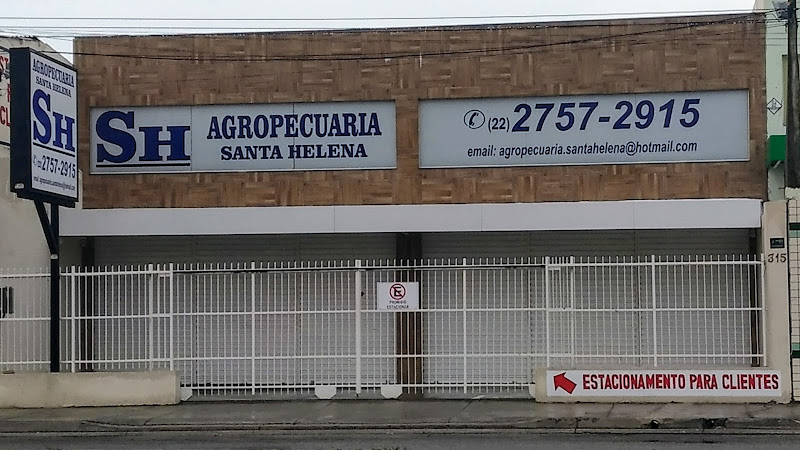 AGROPECUARIA
SANTA HELENA
SH
2757-2915
SH
AGROPECUARIA
SANTA HELENA
(22) 2757-2915
email: agropecuaria.santahelena@hotmail.com
PROIBIDO
ESTACIONAR
315
ESTACIONAMENTO PARA CLIENTES